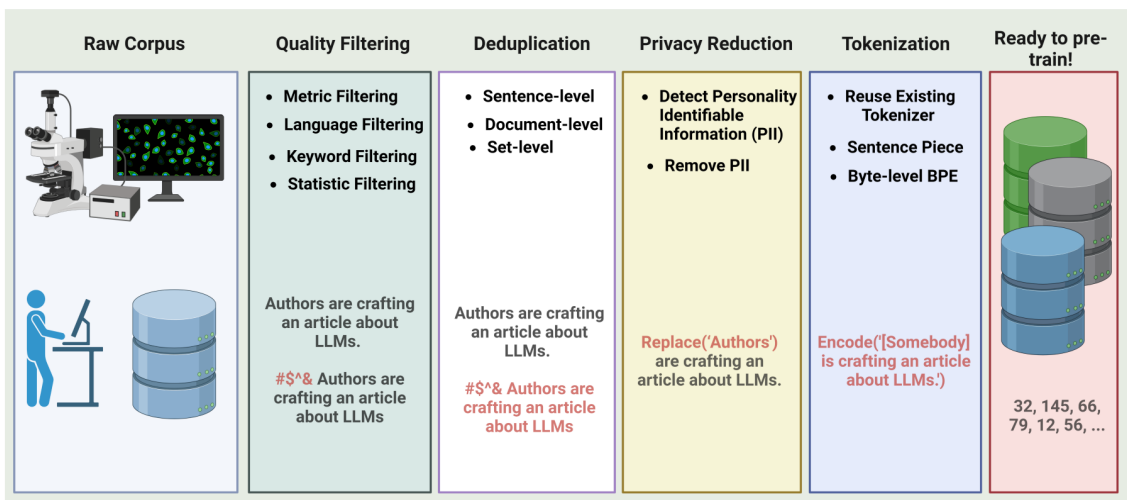 Raw Corpus
Quality Filtering
Deduplication
Privacy Reduction
Tokenization
Ready to pre-
train!
• Metric Filtering
• Language Filtering
• Keyword Filtering
• Statistic Filtering
Authors are crafting
an article about
LLMs.
#$^& Authors are
crafting an article
about LLMs
• Sentence-level
• Document-level
• Set-level
Authors are crafting
an article about
LLMs.
#$^& Authors are
crafting an article
about LLMs
• Detect Personality
Identifiable
Information (PII)
• Remove PII
Replace('Authors')
are crafting an
article about LLMs.
• Reuse Existing
Tokenizer
• Sentence Piece
• Byte-level BPE
Encode('[Somebody]
is crafting an article
about LLMs.')
32, 145, 66,
79, 12, 56, ...